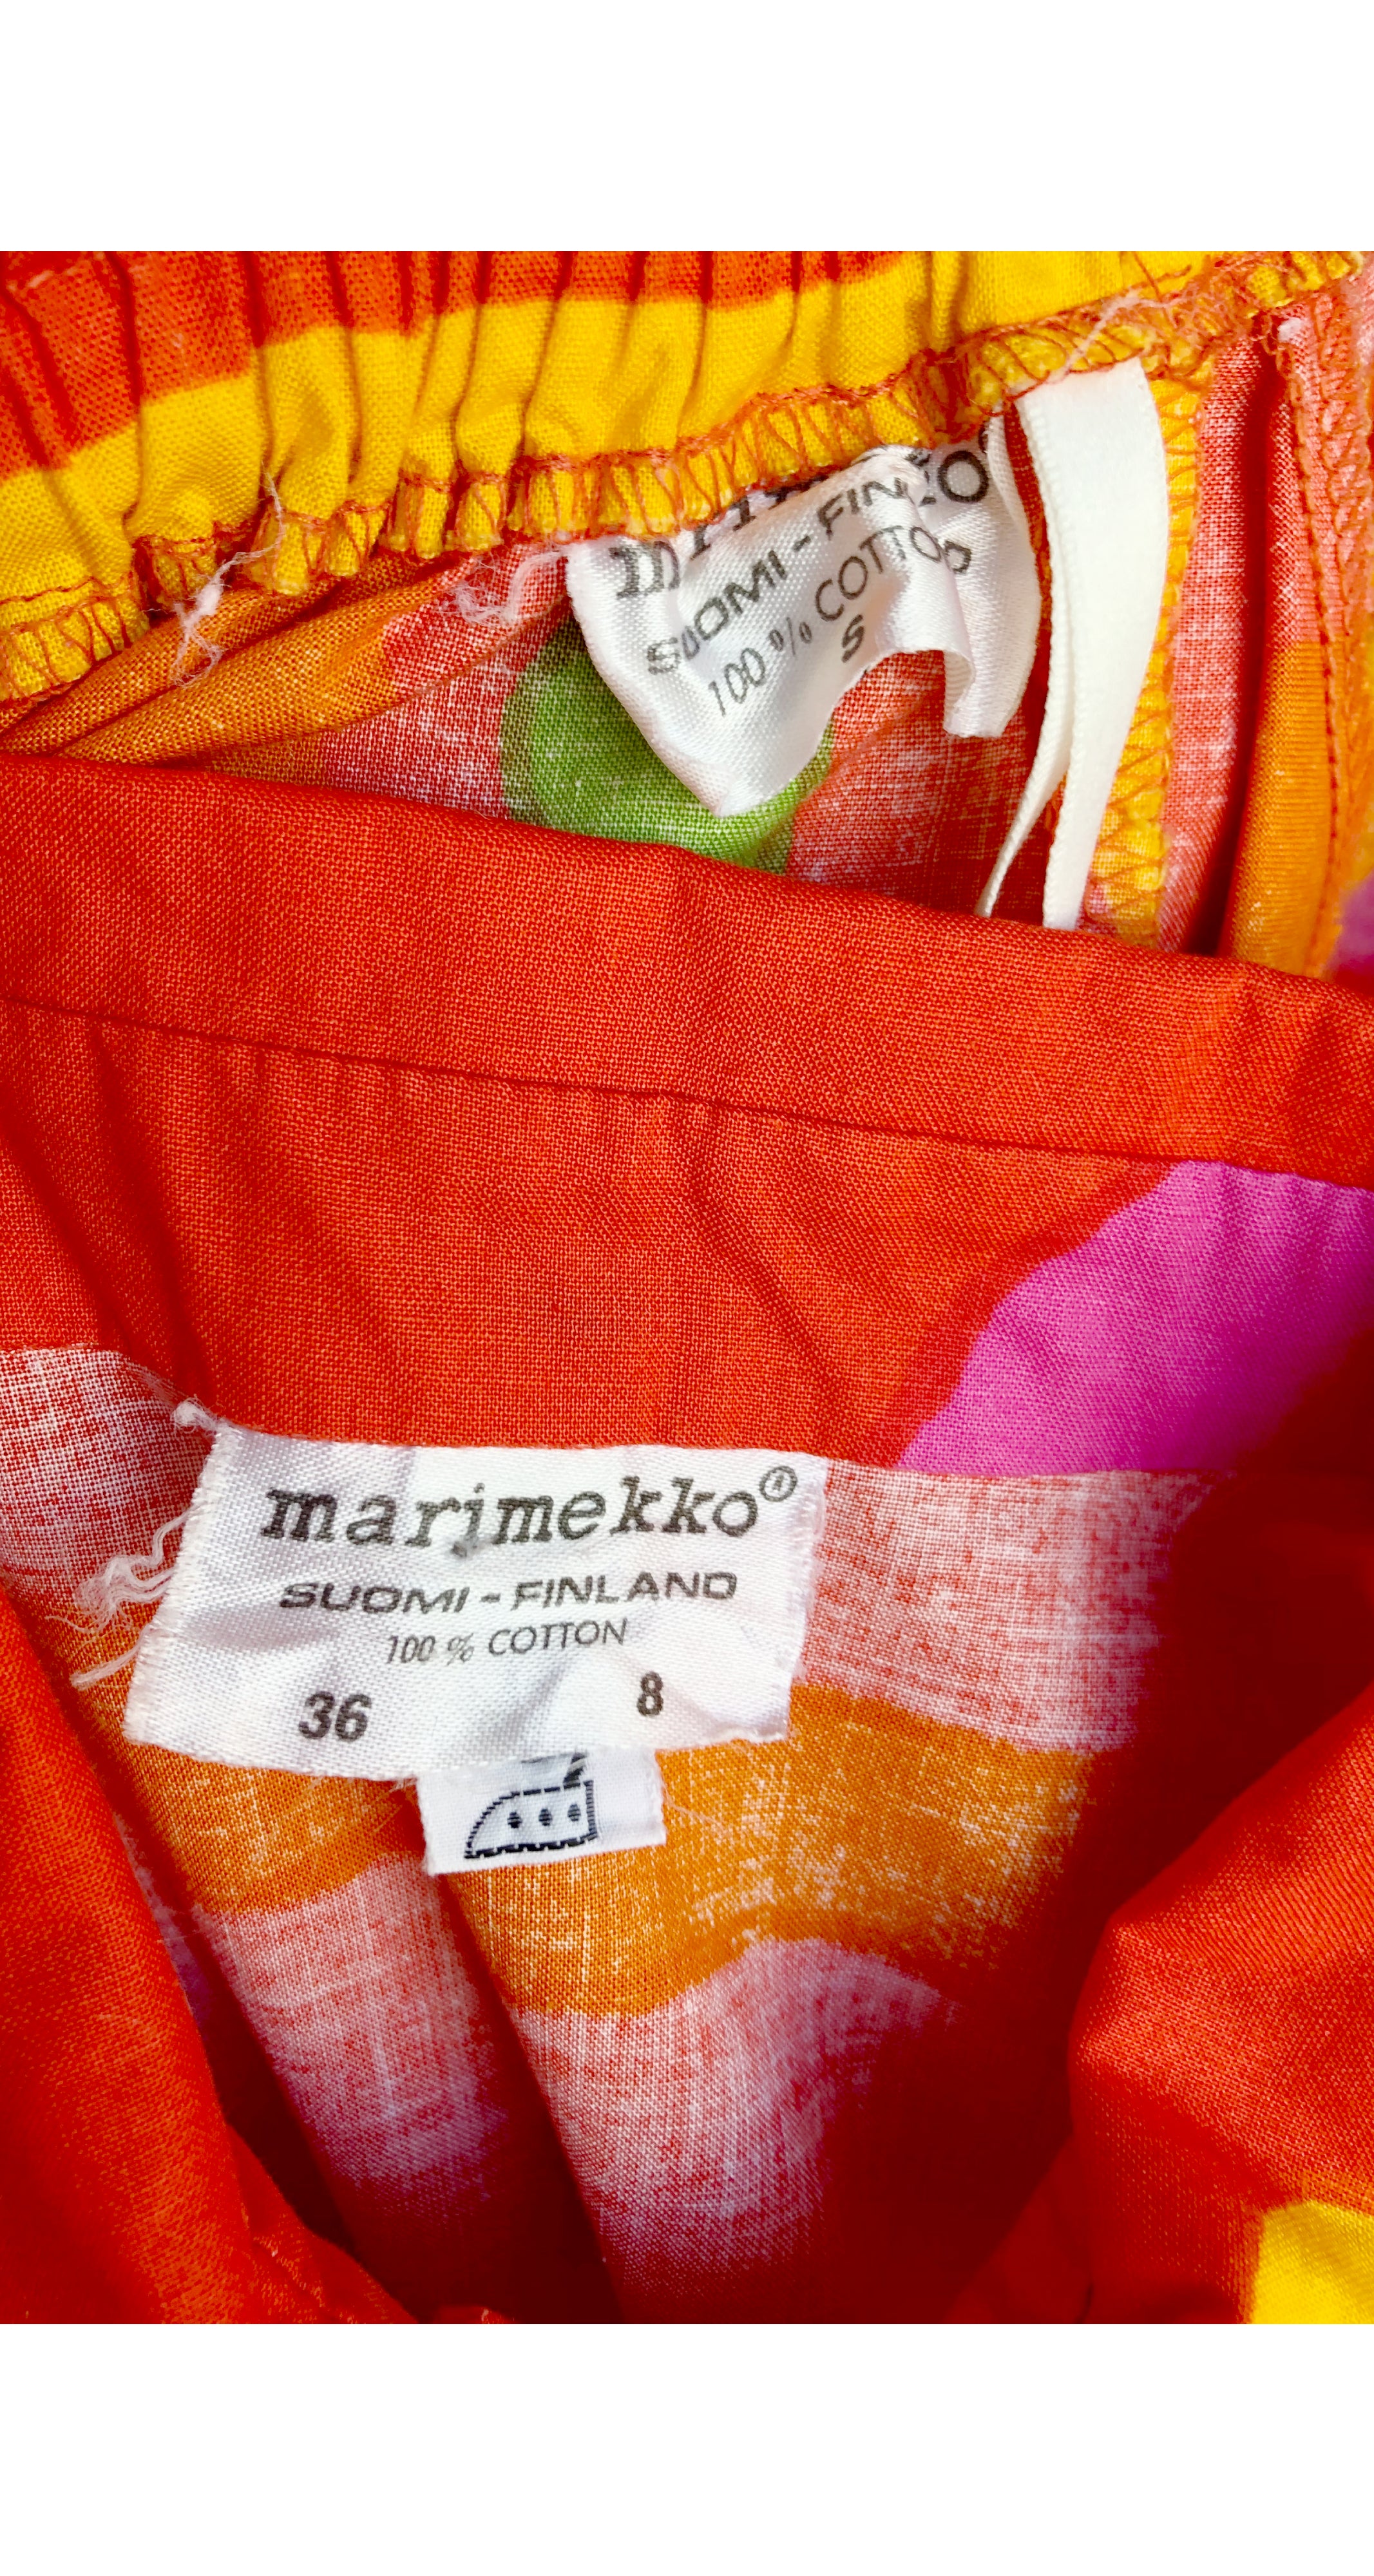 SUOMI - FIN
100 % COTTO
S
marimekko®
SUOMI - FINLAND
100 % COTTON
36 8